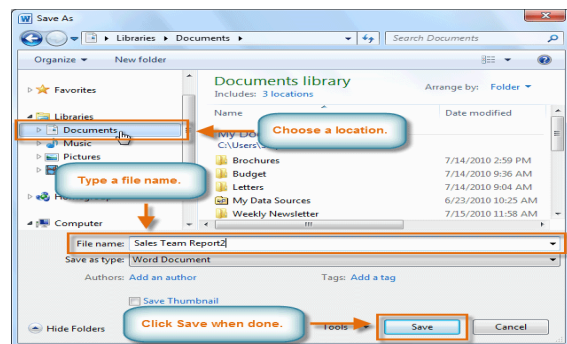 Save As
Libraries Documents Search Documents
Organize New folder
Documents library
Includes: 3 locations
Arrange by: Folder
Favorites
Name Date modified
Libraries
Documents
Choose a location.
Music
C:\Users\
Pictures
Brochures 7/14/2010 2:59 PM
Budget 7/14/2010 9:36 AM
Type a file name.
Letters 7/14/2010 9:04 AM
My Data Sources 6/23/2010 10:25 AM
Weekly Newsletter 7/15/2010 11:58 AM
Computer
File name: Sales Team Report2
Save as type: Word Document
Authors: Add an author Tags: Add a tag
Save Thumbnail
Click Save when done.
Hide Folders Tools Save Cancel